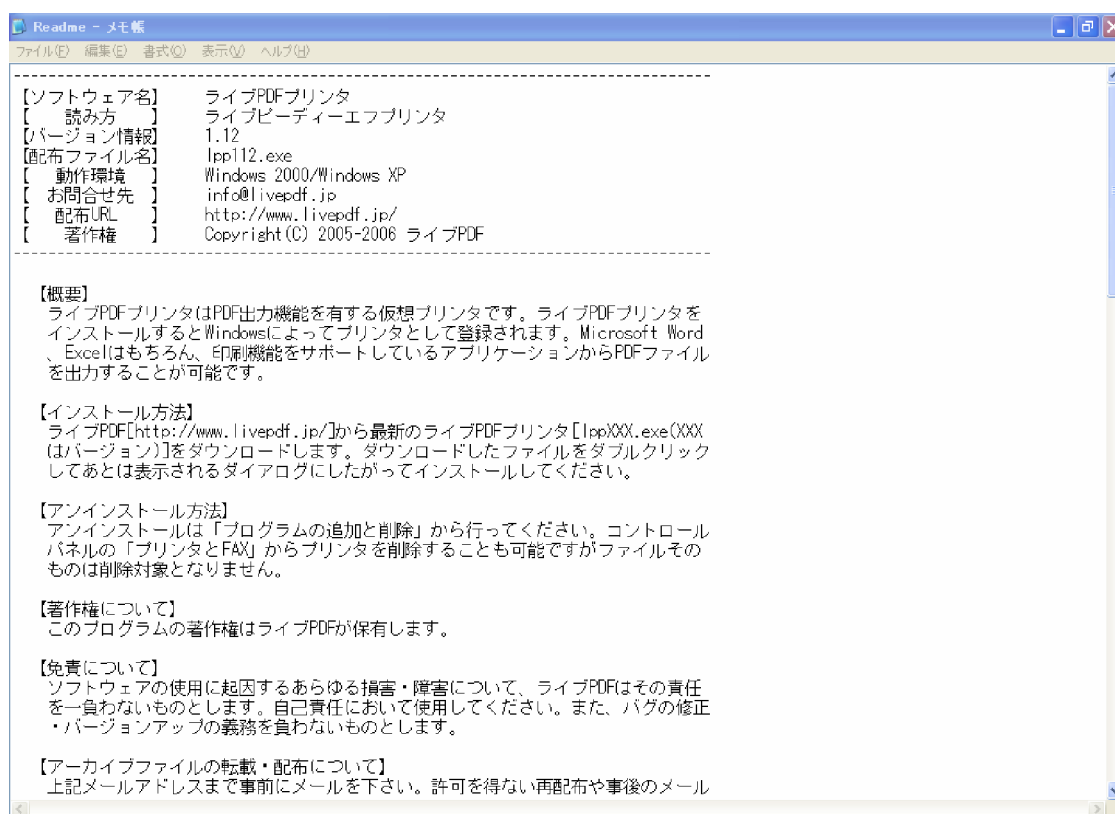 Readme - メモ帳
ファイル(F) 編集(E) 書式(O) 表示(V) ヘルプ(H)
--------------------------------------------------------------------------------
【ソフトウェア名】 ライブPDFプリンタ
【 読み方 】 ライブピーディーエフプリンタ
【バージョン情報】 1.12
【配布ファイル名】 lpp112.exe
【 動作環境 】 Windows 2000/Windows XP
【 お問合せ先 】 info@livepdf.jp
【 配布URL 】 http://www.livepdf.jp/
【 著作権 】 Copyright(C) 2005-2006 ライブPDF
--------------------------------------------------------------------------------
【概要】
ライブPDFプリンタはPDF出力機能を有する仮想プリンタです。ライブPDFプリンタを
インストールするとWindowsによってプリンタとして登録されます。Microsoft Word
、Excelはもちろん、印刷機能をサポートしているアプリケーションからPDFファイル
を出力することが可能です。
【インストール方法】
ライブPDF[http://www.livepdf.jp/]から最新のライブPDFプリンタ[lppXXX.exe(XXX
はバージョン)]をダウンロードします。ダウンロードしたファイルをダブルクリック
してあとは表示されるダイアログにしたがってインストールしてください。
【アンインストール方法】
アンインストールは「プログラムの追加と削除」から行ってください。コントロール
パネルの「プリンタとFAX」からプリンタを削除することも可能ですがファイルその
ものは削除対象となりません。
【著作権について】
このプログラムの著作権はライブPDFが保有します。
【免責について】
ソフトウェアの使用に起因するあらゆる損害・障害について、ライブPDFはその責任
を一負わないものとします。自己責任において使用してください。また、バグの修正
・バージョンアップの義務を負わないものとします。
【アーカイブファイルの転載・配布について】
上記メールアドレスまで事前にメールを下さい。許可を得ない再配布や事後のメール